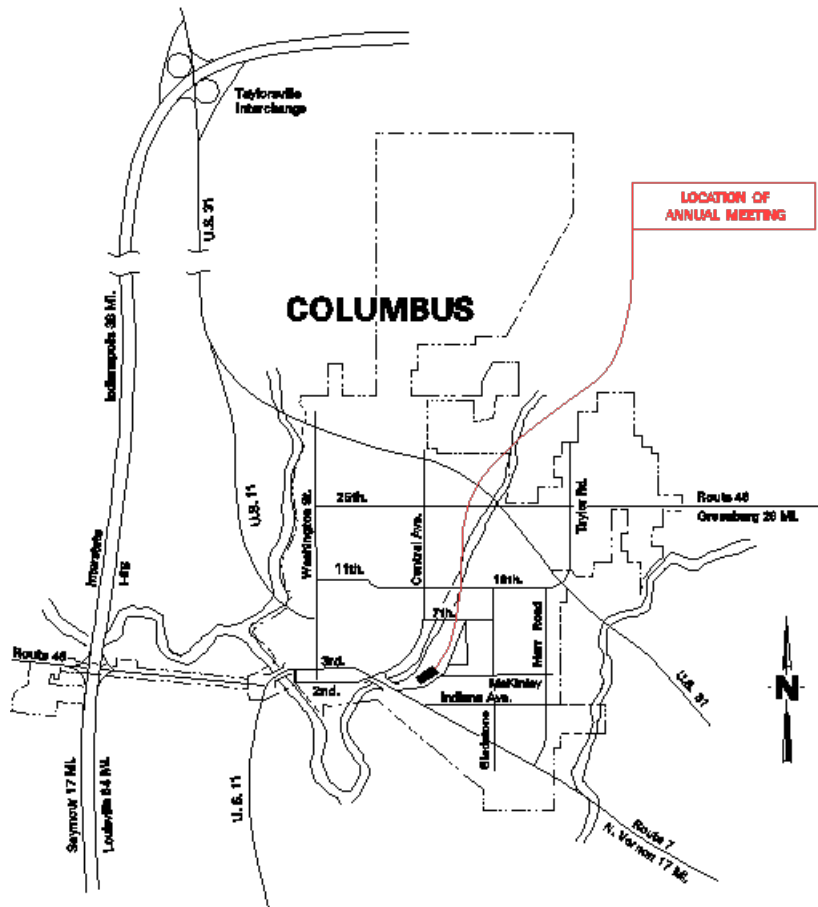 Taylorsville
Interchange
U.S. 31
LOCATION OF
ANNUAL MEETING
COLUMBUS
Indianapolis 38 Mi.
U.S. 11
Washington St.
25th.
Central Ave.
Taylor Rd.
Route 46
Greensburg 26 Mi.
Interstate
I-65
11th.
10th.
7th.
Marr Road
Route 46
3rd.
2nd.
McKinley
Indiana Ave.
Gladstone
U.S. 31
N
Seymour 17 Mi.
Louisville 64 Mi.
U.S. 11
Route 7
N. Vernon 17 Mi.